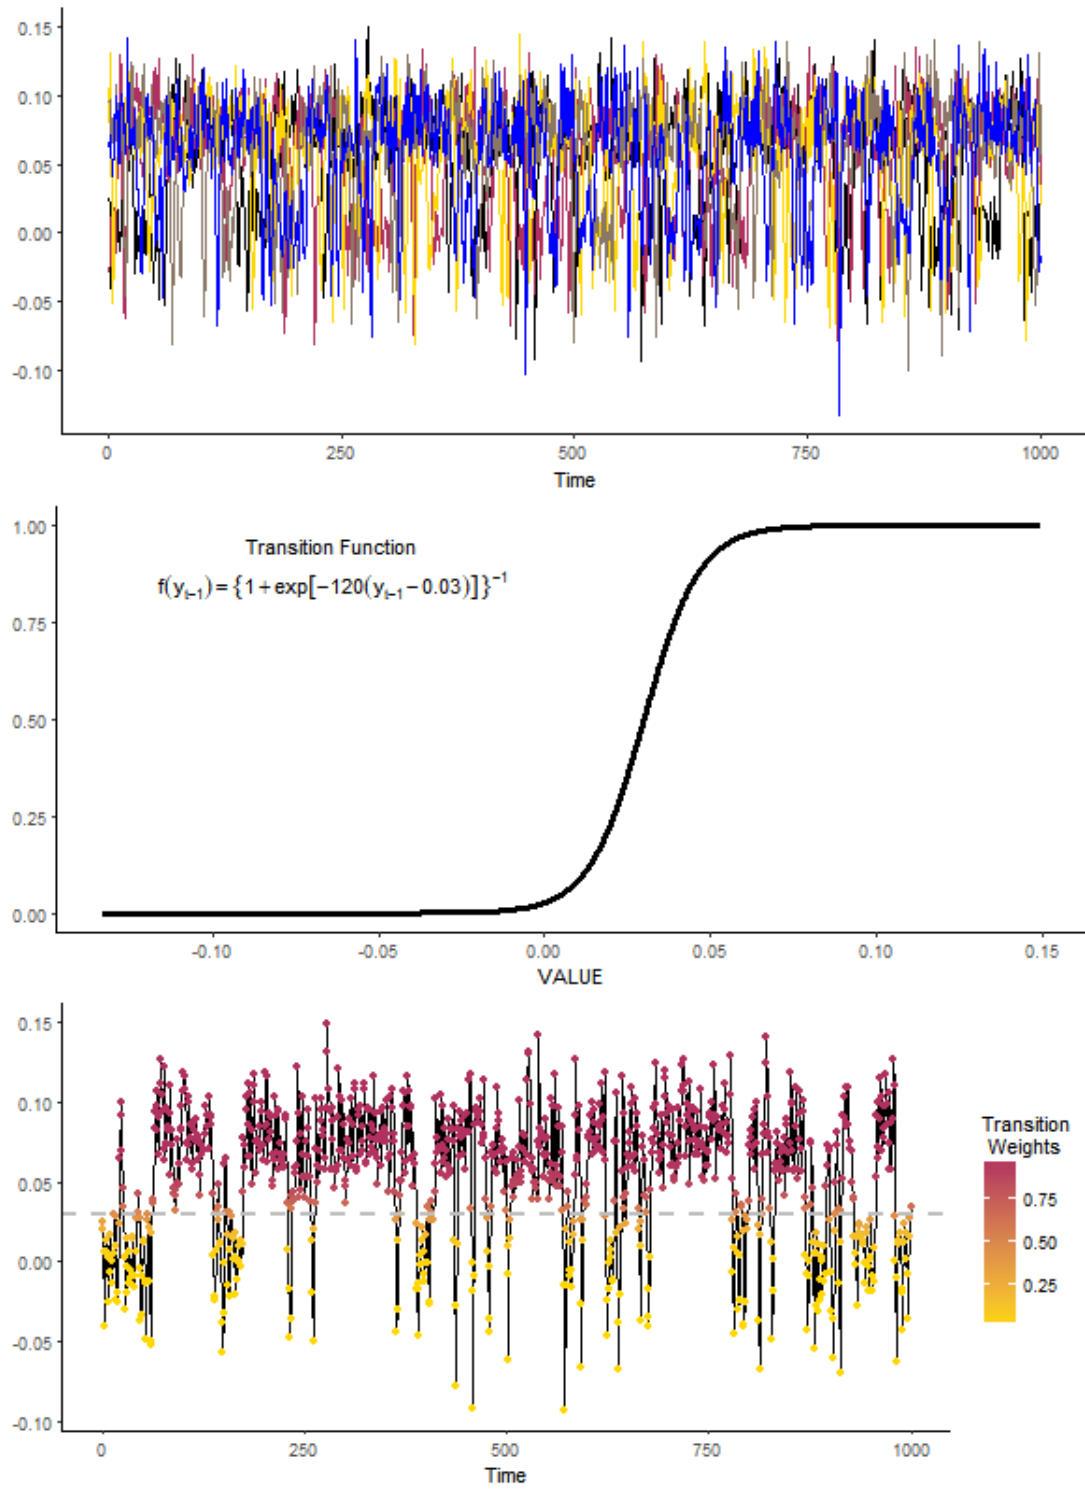 0.15
0.10
0.05
0.00
-0.05
-0.10
0 250 500 750 1000
Time
1.00
0.75
0.50
0.25
0.00
Transition Function
f(yₜ₋₁) = {1 + exp[−120(yₜ₋₁ − 0.03)]}⁻¹
-0.10 -0.05 0.00 0.05 0.10 0.15
VALUE
0.15
0.10
0.05
0.00
-0.05
-0.10
0 250 500 750 1000
Time
Transition
Weights
0.75
0.50
0.25